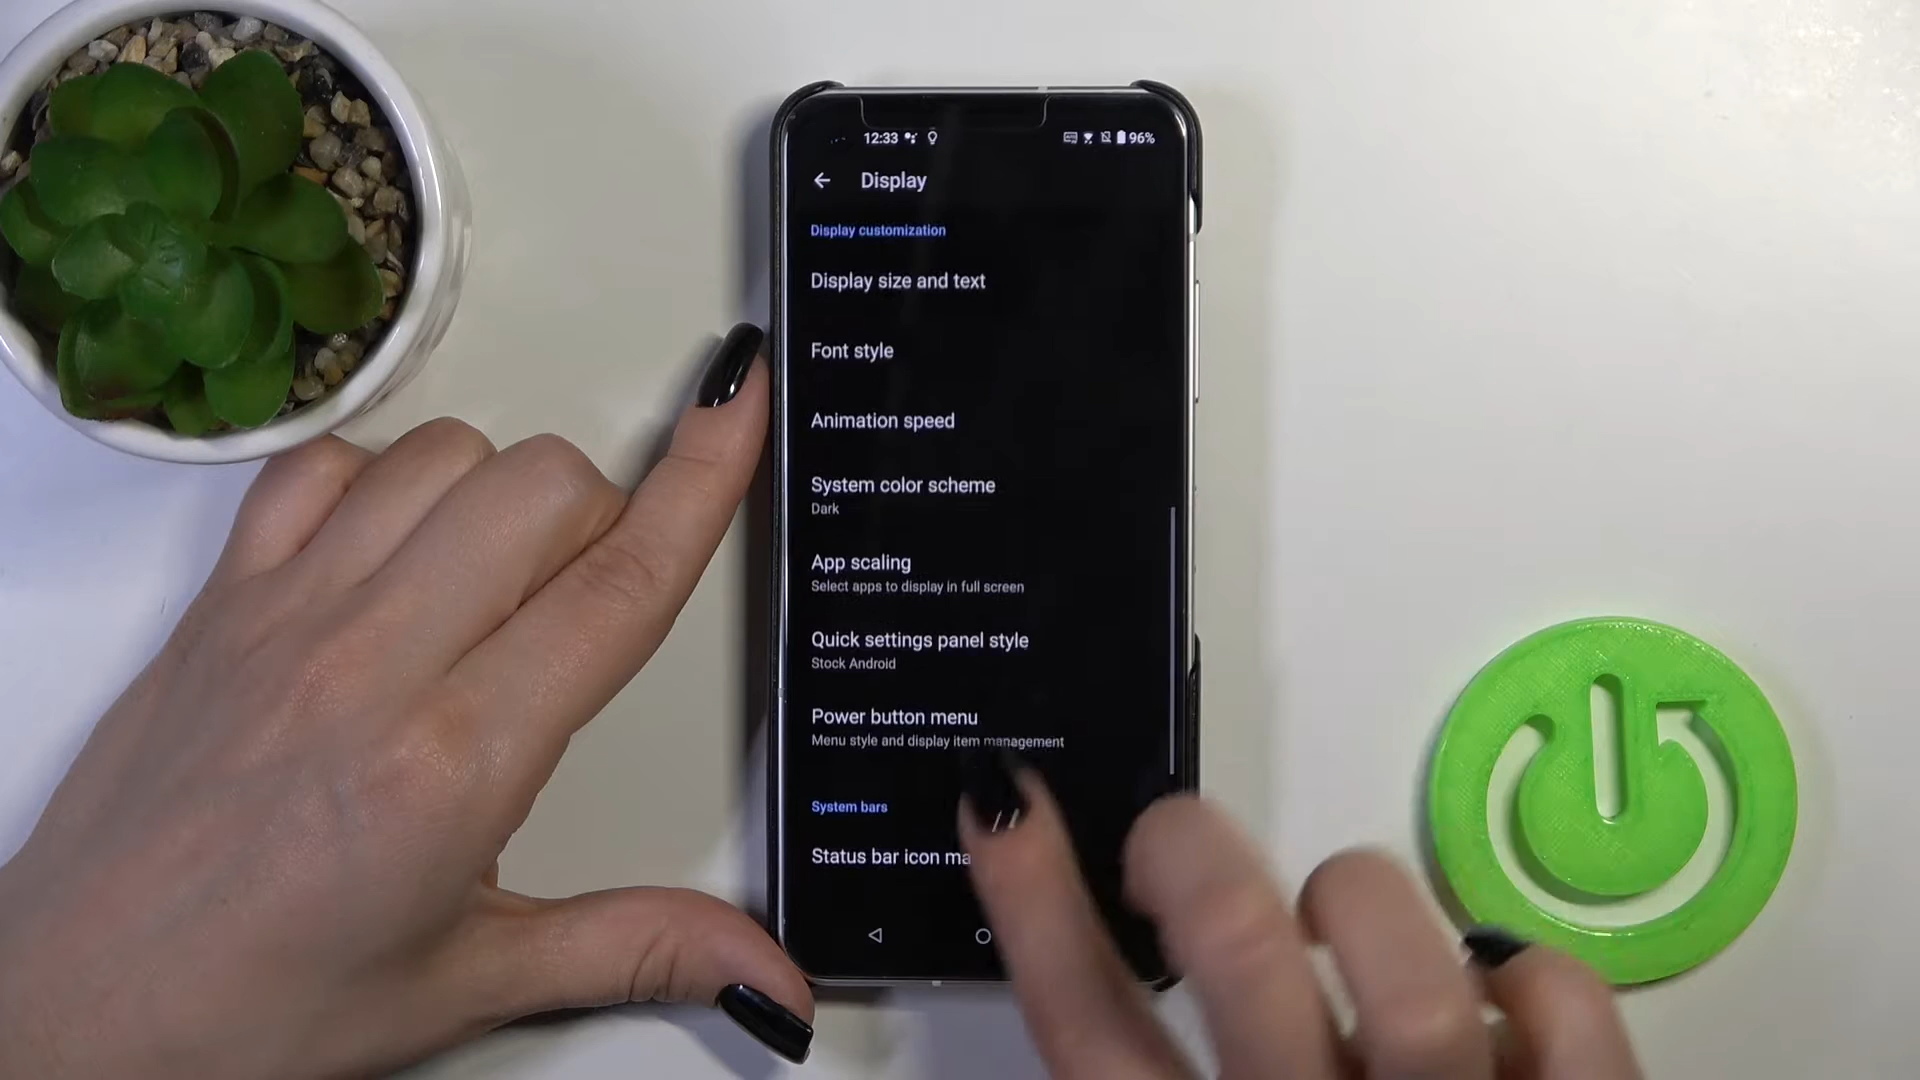 12:33
96%
Display
Display customization
Display size and text
Font style
Animation speed
System color scheme
Dark
App scaling
Select apps to display in full screen
Quick settings panel style
Stock Android
Power button menu
Menu style and display item management
System bars
Status bar icon ma